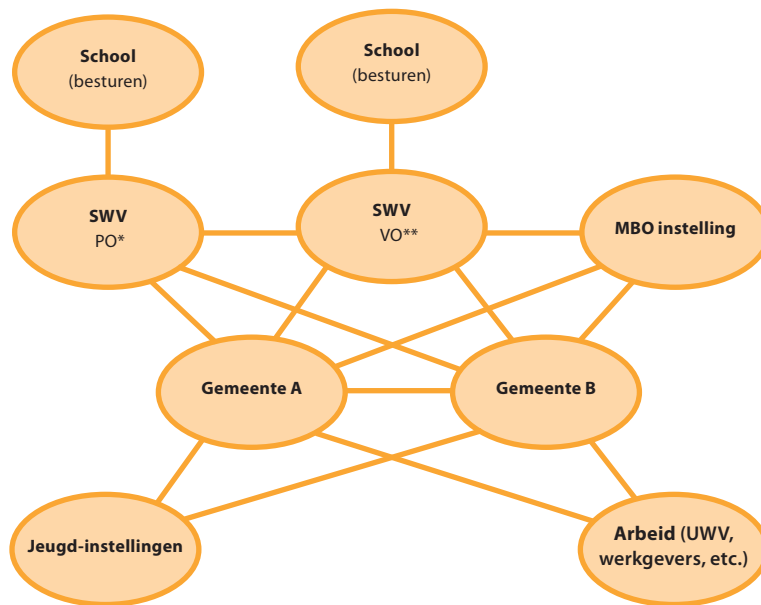 School
(besturen)
School
(besturen)
SWV
PO*
SWV
VO**
MBO instelling
Gemeente A
Gemeente B
Jeugd-instellingen
Arbeid (UWV,
werkgevers, etc.)